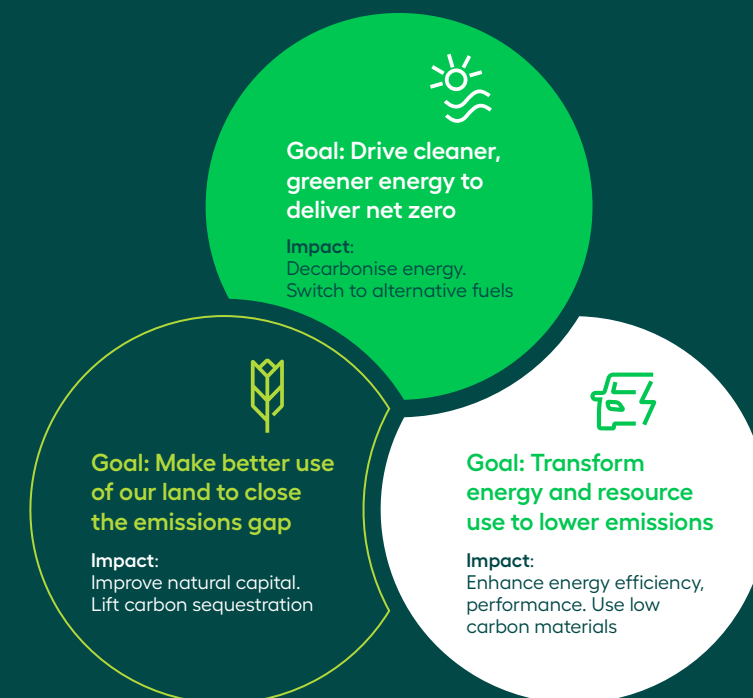 Goal: Drive cleaner,
greener energy to
deliver net zero
Impact:
Decarbonise energy.
Switch to alternative fuels
Goal: Make better use
of our land to close
the emissions gap
Impact:
Improve natural capital.
Lift carbon sequestration
Goal: Transform
energy and resource
use to lower emissions
Impact:
Enhance energy efficiency,
performance. Use low
carbon materials